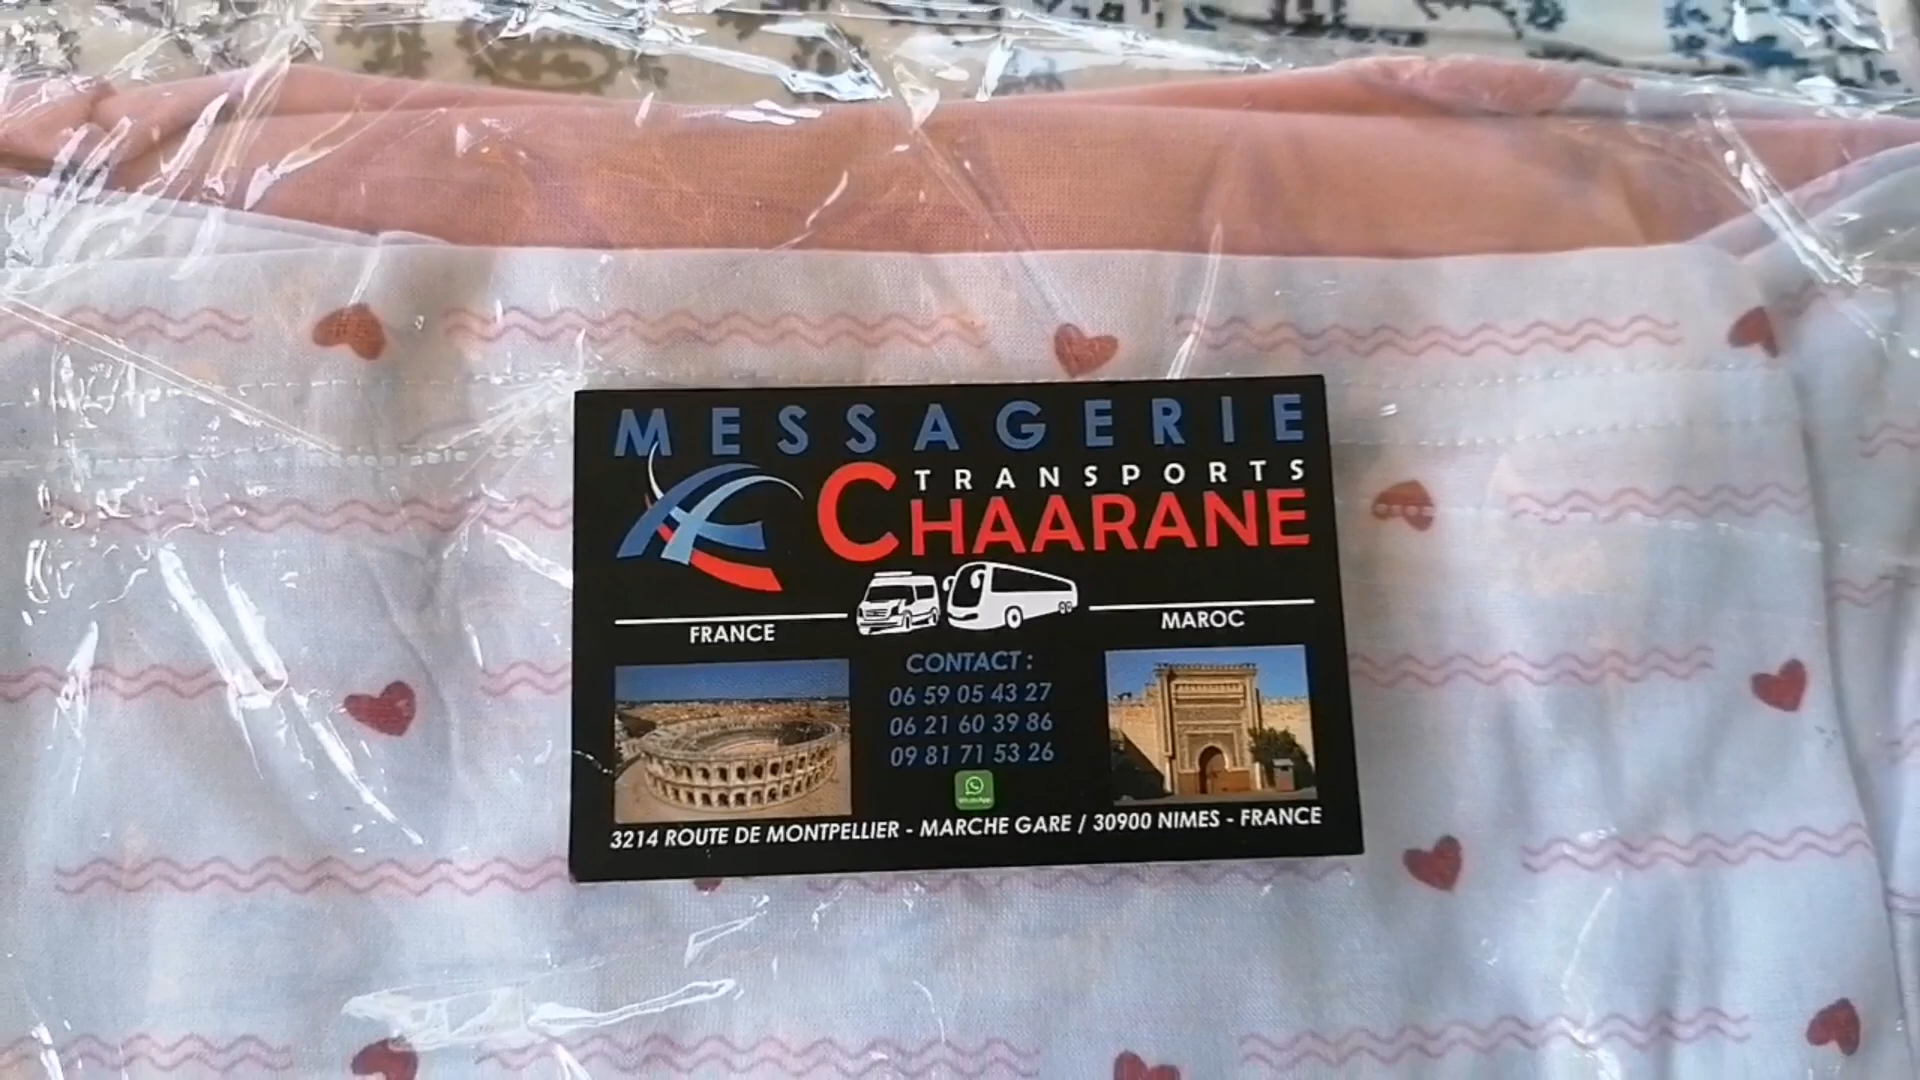 MESSAGERIE
TRANSPORTS
CHAARANE
FRANCE
MAROC
CONTACT :
06 59 05 43 27
06 21 60 39 86
09 81 71 53 26
WhatsApp
3214 ROUTE DE MONTPELLIER - MARCHE GARE / 30900 NIMES - FRANCE